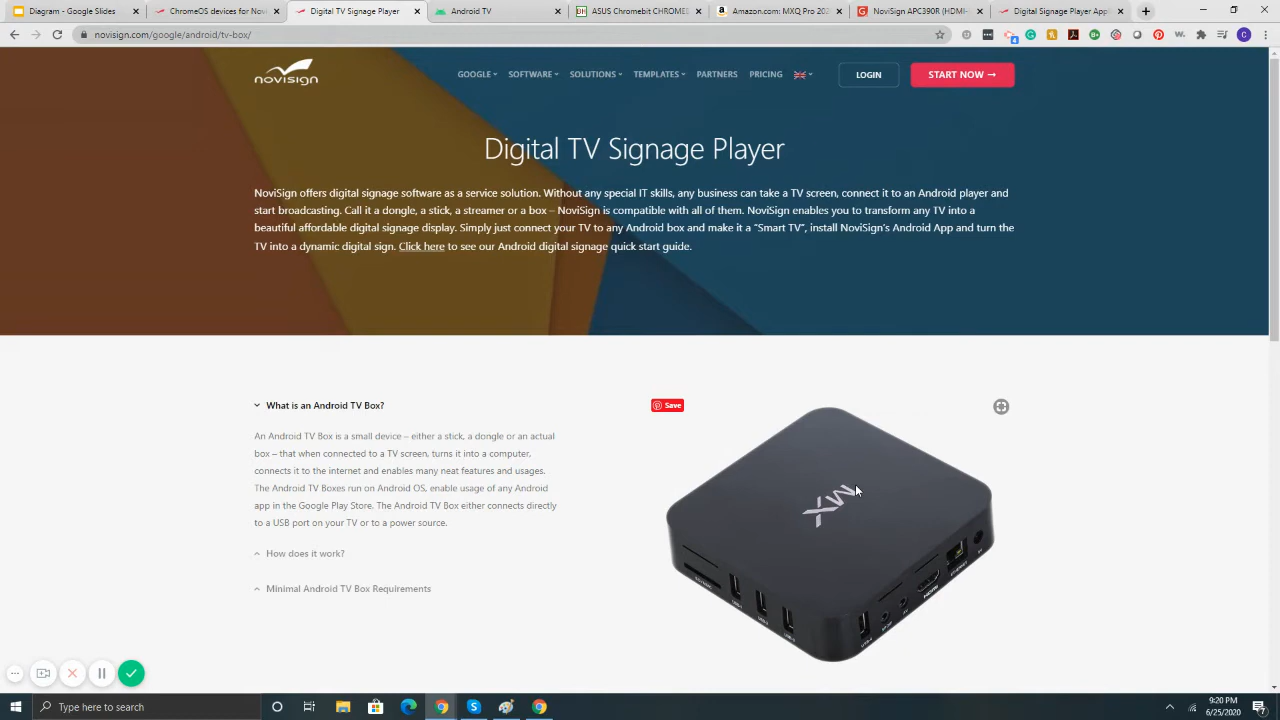 Diagram - Google Slides
ChromeOS devices for NoviSign
Digital TV Signage Player
TODAY
ASUS Chromebit CHROMEB
Amazon.com: MXQ Pro 202
NoviSign APC390R (HDMI-
Digital Signage Player App
novisign.com/google/android/tv-box/
novisign
GOOGLE SOFTWARE SOLUTIONS TEMPLATES PARTNERS PRICING LOGIN START NOW →
Digital TV Signage Player
NoviSign offers digital signage software as a service solution. Without any special IT skills, any business can take a TV screen, connect it to an Android player and
start broadcasting. Call it a dongle, a stick, a streamer or a box – NoviSign is compatible with all of them. NoviSign enables you to transform any TV into a
beautiful affordable digital signage display. Simply just connect your TV to any Android box and make it a "Smart TV", install NoviSign's Android App and turn the
TV into a dynamic digital sign. Click here to see our Android digital signage quick start guide.
What is an Android TV Box?
An Android TV Box is a small device – either a stick, a dongle or an actual
box – that when connected to a TV screen, turns it into a computer,
connects it to the internet and enables many neat features and usages.
The Android TV Boxes run on Android OS, enable usage of any Android
app in the Google Play Store. The Android TV Box either connects directly
to a USB port on your TV or to a power source.
How does it work?
Minimal Android TV Box Requirements
Save
MX
HDMI
ETHERNET
AV
Type here to search
9:20 PM
6/25/2020